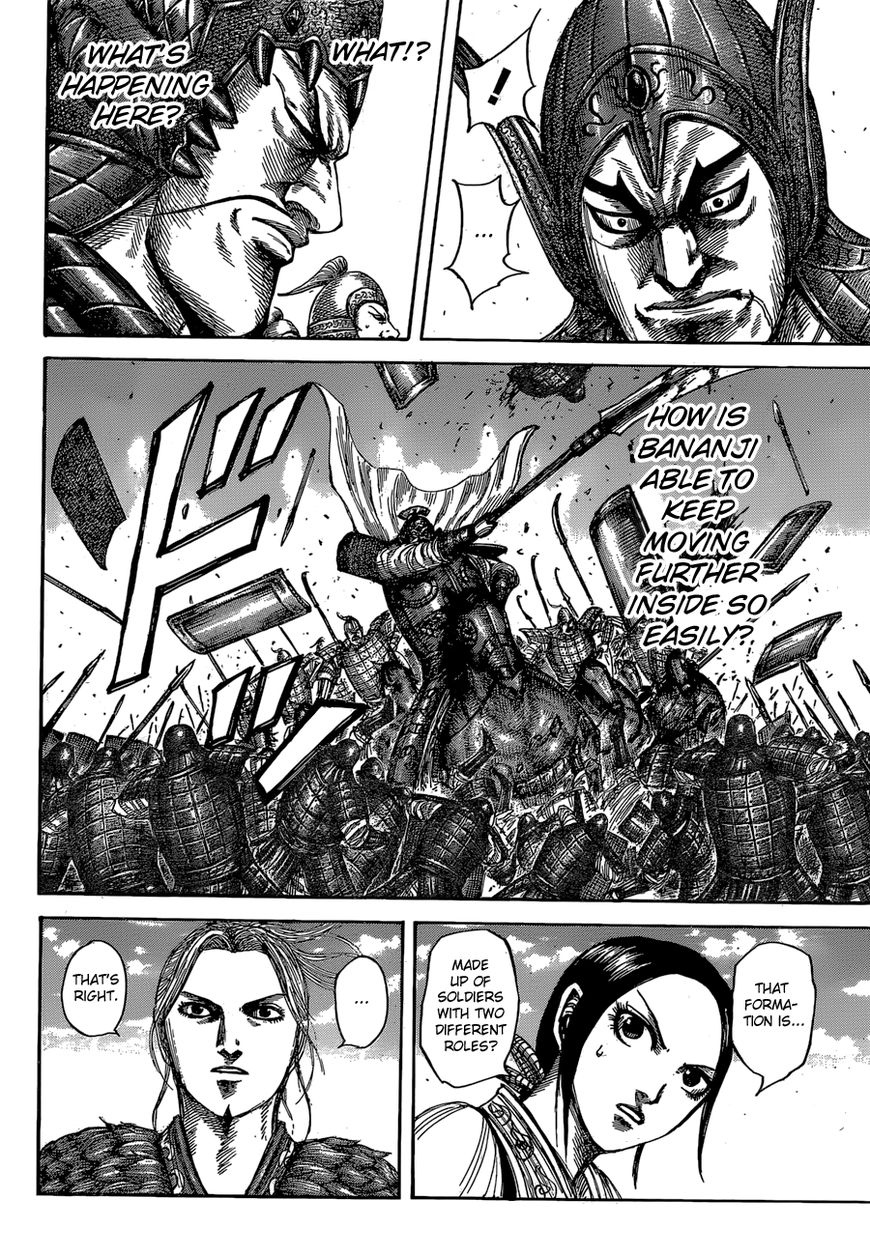 !
...
WHAT!?
WHAT'S
HAPPENING
HERE?
HOW IS
BANANJI
ABLE TO
KEEP
MOVING
FURTHER
INSIDE SO
EASILY?
ドドド
THAT
FORMA-
TION IS...
MADE
UP OF
SOLDIERS
WITH TWO
DIFFERENT
ROLES?
...
THAT'S
RIGHT.